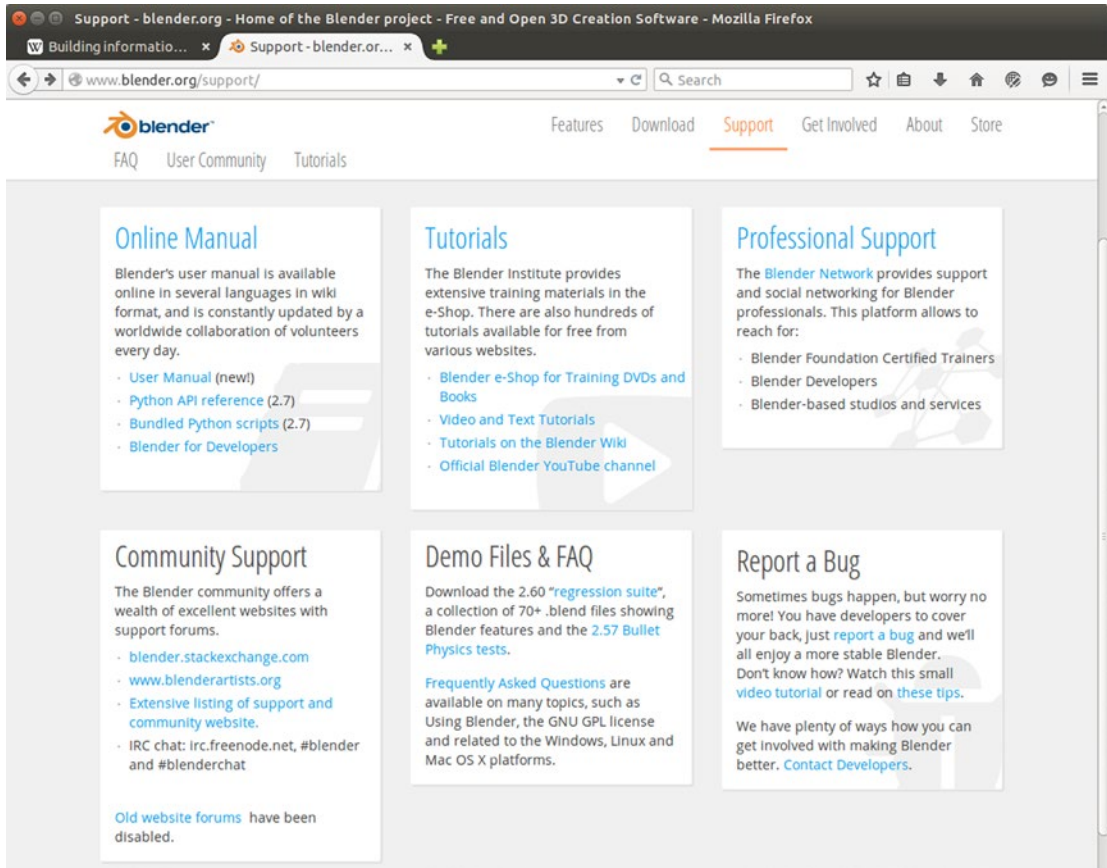 Support - blender.org - Home of the Blender project - Free and Open 3D Creation Software - Mozilla Firefox
Building informatio... × Support - blender.or... ×
www.blender.org/support/ Search
blender
Features Download Support Get Involved About Store
FAQ User Community Tutorials
Online Manual
Blender's user manual is available
online in several languages in wiki
format, and is constantly updated by a
worldwide collaboration of volunteers
every day.
· User Manual (new!)
· Python API reference (2.7)
· Bundled Python scripts (2.7)
· Blender for Developers
Tutorials
The Blender Institute provides
extensive training materials in the
e-Shop. There are also hundreds of
tutorials available for free from
various websites.
· Blender e-Shop for Training DVDs and
Books
· Video and Text Tutorials
· Tutorials on the Blender Wiki
· Official Blender YouTube channel
Professional Support
The Blender Network provides support
and social networking for Blender
professionals. This platform allows to
reach for:
· Blender Foundation Certified Trainers
· Blender Developers
· Blender-based studios and services
Community Support
The Blender community offers a
wealth of excellent websites with
support forums.
· blender.stackexchange.com
· www.blenderartists.org
· Extensive listing of support and
community website.
· IRC chat: irc.freenode.net, #blender
and #blenderchat
Old website forums have been
disabled.
Demo Files & FAQ
Download the 2.60 “regression suite“,
a collection of 70+ .blend files showing
Blender features and the 2.57 Bullet
Physics tests.
Frequently Asked Questions are
available on many topics, such as
Using Blender, the GNU GPL license
and related to the Windows, Linux and
Mac OS X platforms.
Report a Bug
Sometimes bugs happen, but worry no
more! You have developers to cover
your back, just report a bug and we'll
all enjoy a more stable Blender.
Don't know how? Watch this small
video tutorial or read on these tips.
We have plenty of ways how you can
get involved with making Blender
better. Contact Developers.